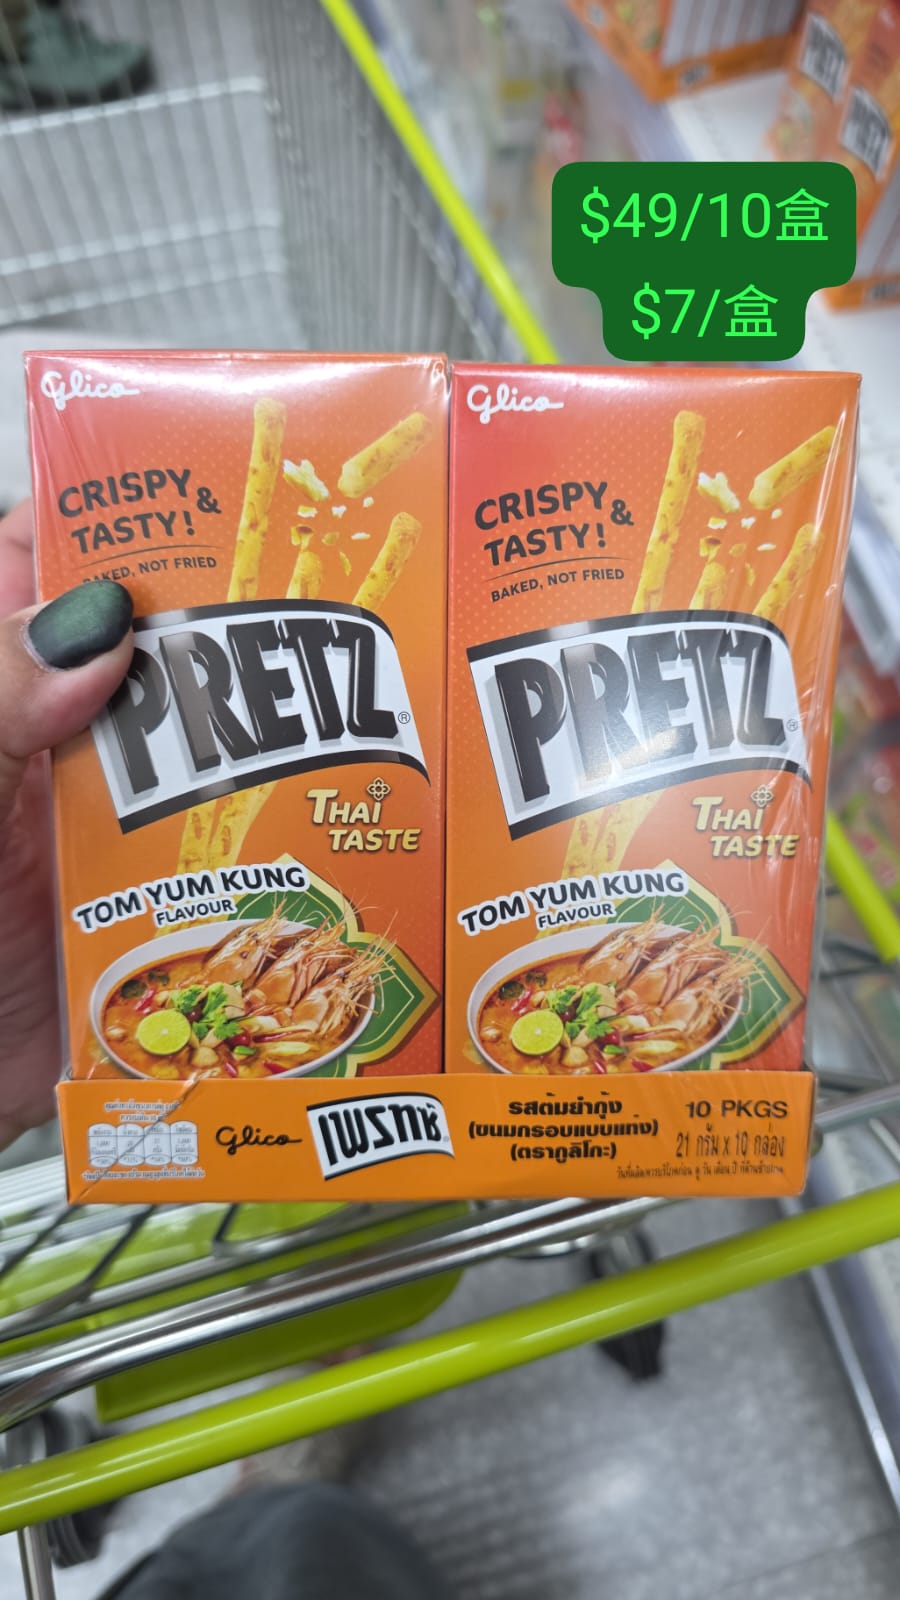 $49/10盒
$7/盒
Glico
CRISPY &
TASTY!
BAKED, NOT FRIED
PRETZ®
THAI
TASTE
TOM YUM KUNG
FLAVOUR
Glico
CRISPY &
TASTY!
BAKED, NOT FRIED
PRETZ®
THAI
TASTE
TOM YUM KUNG
FLAVOUR
Glico
เพรทซ์
รสต้มยำกุ้ง
(ขนมกรอบแบบแท่ง)
(ตรากูลิโกะ)
10 PKGS
21 กรัม x 10 กล่อง
PRETZ